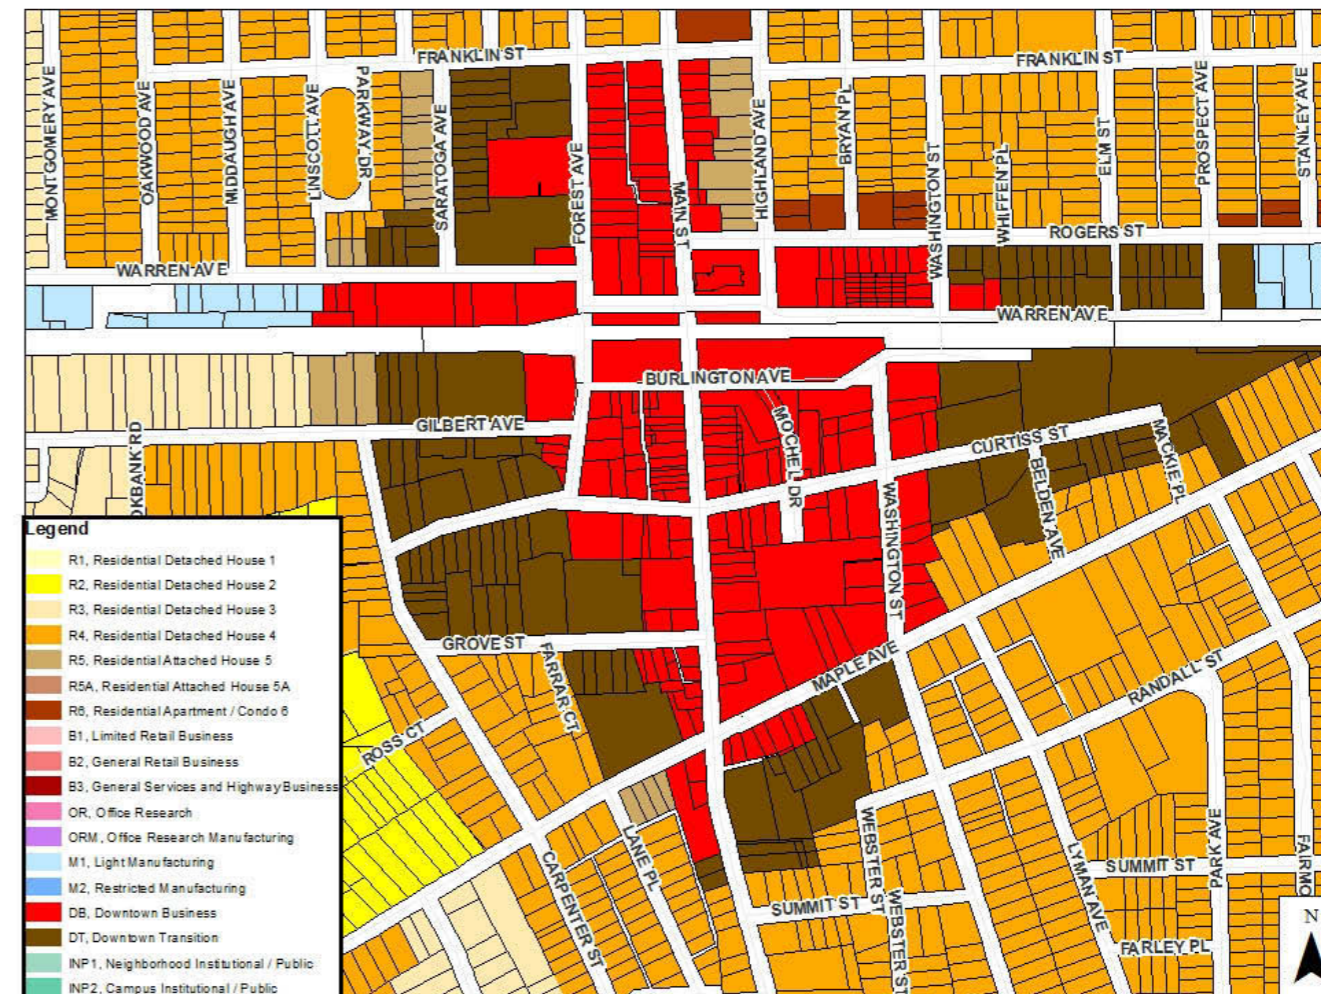 FRANKLIN ST
FRANKLIN ST
MONTGOMERY AVE
OAKWOOD AVE
MIDDAUGH AVE
LINSCOTT AVE
PARKWAY DR
SARATOGA AVE
FOREST AVE
MAIN ST
HIGHLAND AVE
BRYAN PL
WASHINGTON ST
WHIFFEN PL
ELM ST
PROSPECT AVE
STANLEY AVE
ROGERS ST
WARREN AVE
WARREN AVE
BURLINGTON AVE
GILBERT AVE
OKBANK RD
MOCHEL DR
CURTISS ST
BELDEN AVE
MACKIE PL
WASHINGTON ST
GROVE ST
FARRAR CT
MAPLE AVE
RANDALL ST
ROSS CT
CARPENTER ST
LANE PL
WEBSTER ST
WEBSTER ST
LYMAN AVE
PARK AVE
FAIRMO
SUMMIT ST
SUMMIT ST
FARLEY PL
N
Legend
R1, Residential Detached House 1
R2, Residential Detached House 2
R3, Residential Detached House 3
R4, Residential Detached House 4
R5, Residential Attached House 5
R5A, Residential Attached House 5A
R6, Residential Apartment / Condo 6
B1, Limited Retail Business
B2, General Retail Business
B3, General Services and Highway Business
OR, Office Research
ORM, Office Research Manufacturing
M1, Light Manufacturing
M2, Restricted Manufacturing
DB, Downtown Business
DT, Downtown Transition
INP1, Neighborhood Institutional / Public
INP2, Campus Institutional / Public